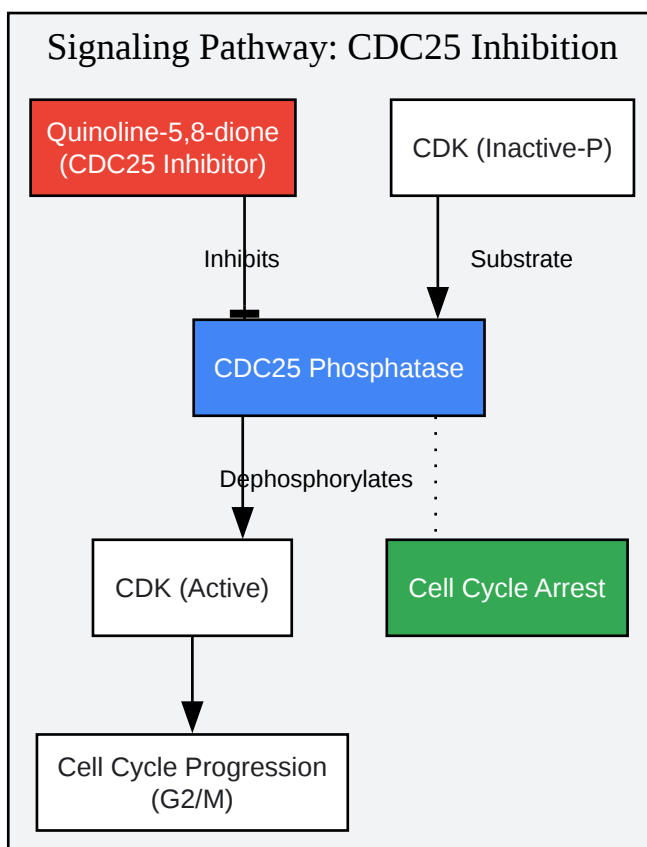 Signaling Pathway: CDC25 Inhibition
Quinoline-5,8-dione
(CDC25 Inhibitor)
CDK (Inactive-P)
Inhibits
Substrate
CDC25 Phosphatase
Dephosphorylates
CDK (Active)
Cell Cycle Arrest
Cell Cycle Progression
(G2/M)